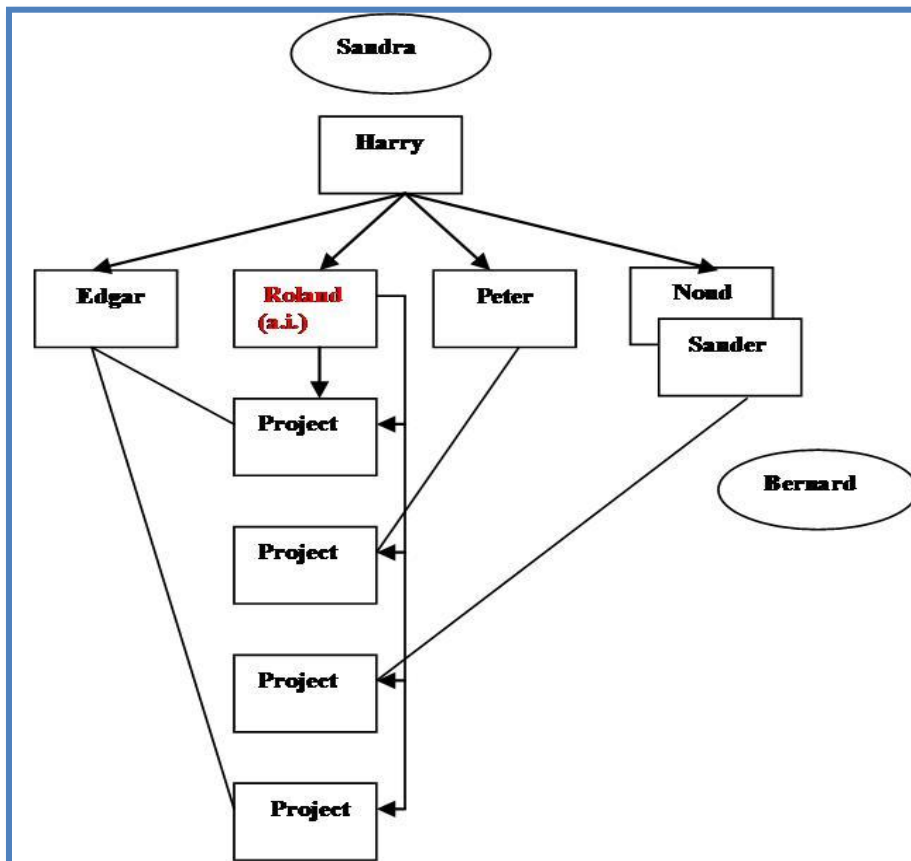 Sandra
Harry
Edgar
Roland
(a.i.)
Peter
Noud
Sander
Project
Bernard
Project
Project
Project